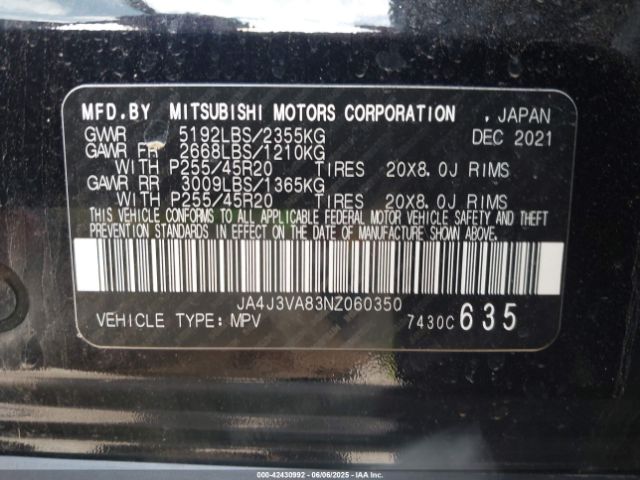 MFD.BY MITSUBISHI MOTORS CORPORATION , JAPAN
GVWR 5192LBS/2355KG DEC 2021
GAWR FR 2668LBS/1210KG
WITH P255/45R20 TIRES 20X8.0J RIMS
GAWR RR 3009LBS/1365KG
WITH P255/45R20 TIRES 20X8.0J RIMS
THIS VEHICLE CONFORMS TO ALL APPLICABLE FEDERAL MOTOR VEHICLE SAFETY AND THEFT
PREVENTION STANDARDS IN EFFECT ON THE DATE OF MANUFACTURE SHOWN ABOVE.
JA4J3VA83NZ060350
VEHICLE TYPE:MPV 7430C 635
000-42430992 - 06/06/2025 - IAAI.COM